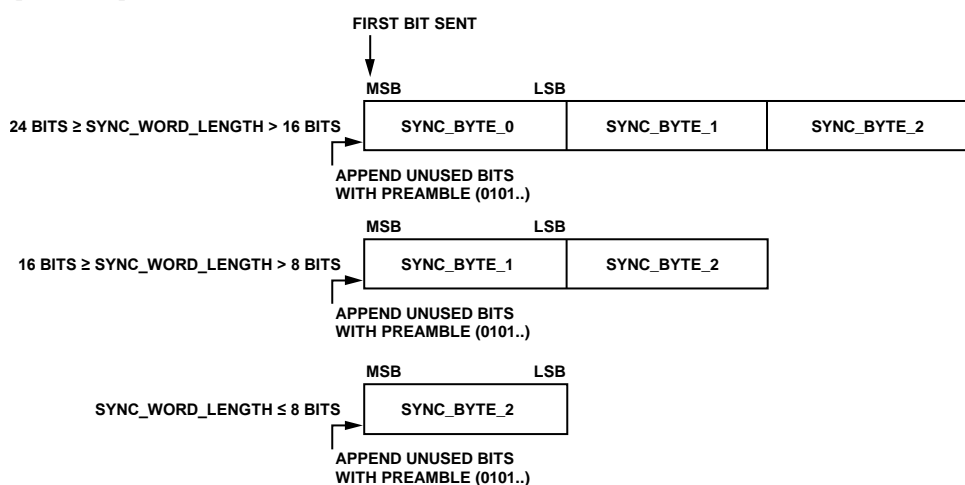 FIRST BIT SENT
MSB LSB
24 BITS ≥ SYNC_WORD_LENGTH > 16 BITS SYNC_BYTE_0 SYNC_BYTE_1 SYNC_BYTE_2
APPEND UNUSED BITS
WITH PREAMBLE (0101..)
MSB LSB
16 BITS ≥ SYNC_WORD_LENGTH > 8 BITS SYNC_BYTE_1 SYNC_BYTE_2
APPEND UNUSED BITS
WITH PREAMBLE (0101..)
MSB LSB
SYNC_WORD_LENGTH ≤ 8 BITS SYNC_BYTE_2
APPEND UNUSED BITS
WITH PREAMBLE (0101..)